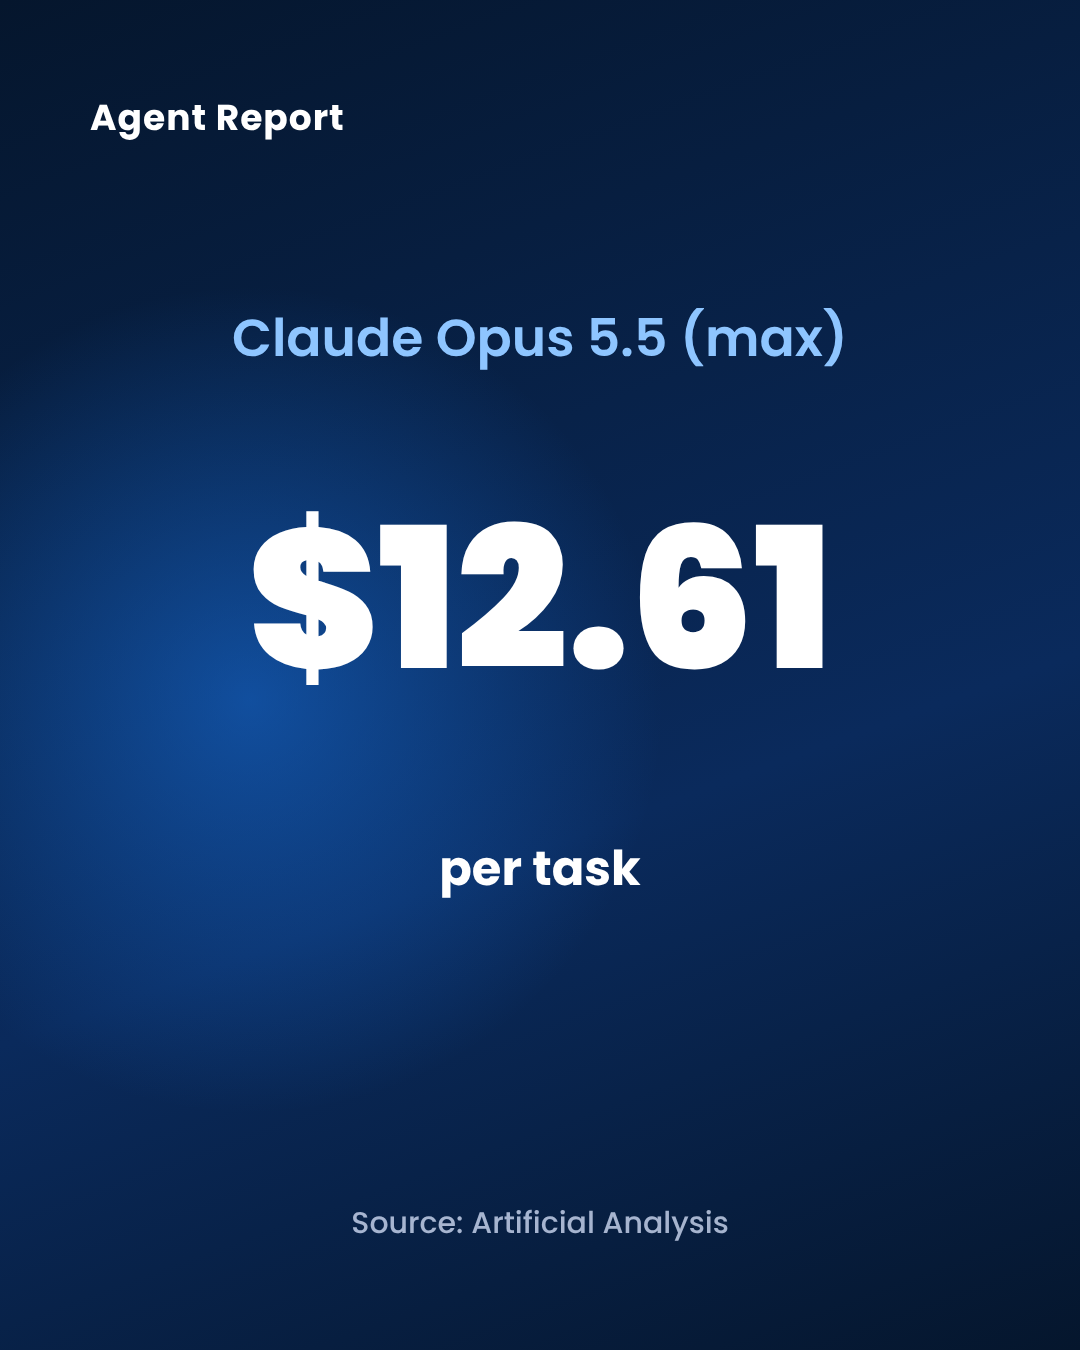 Agent Report
Claude Opus 5.5 (max)
$12.61
per task
Source: Artificial Analysis